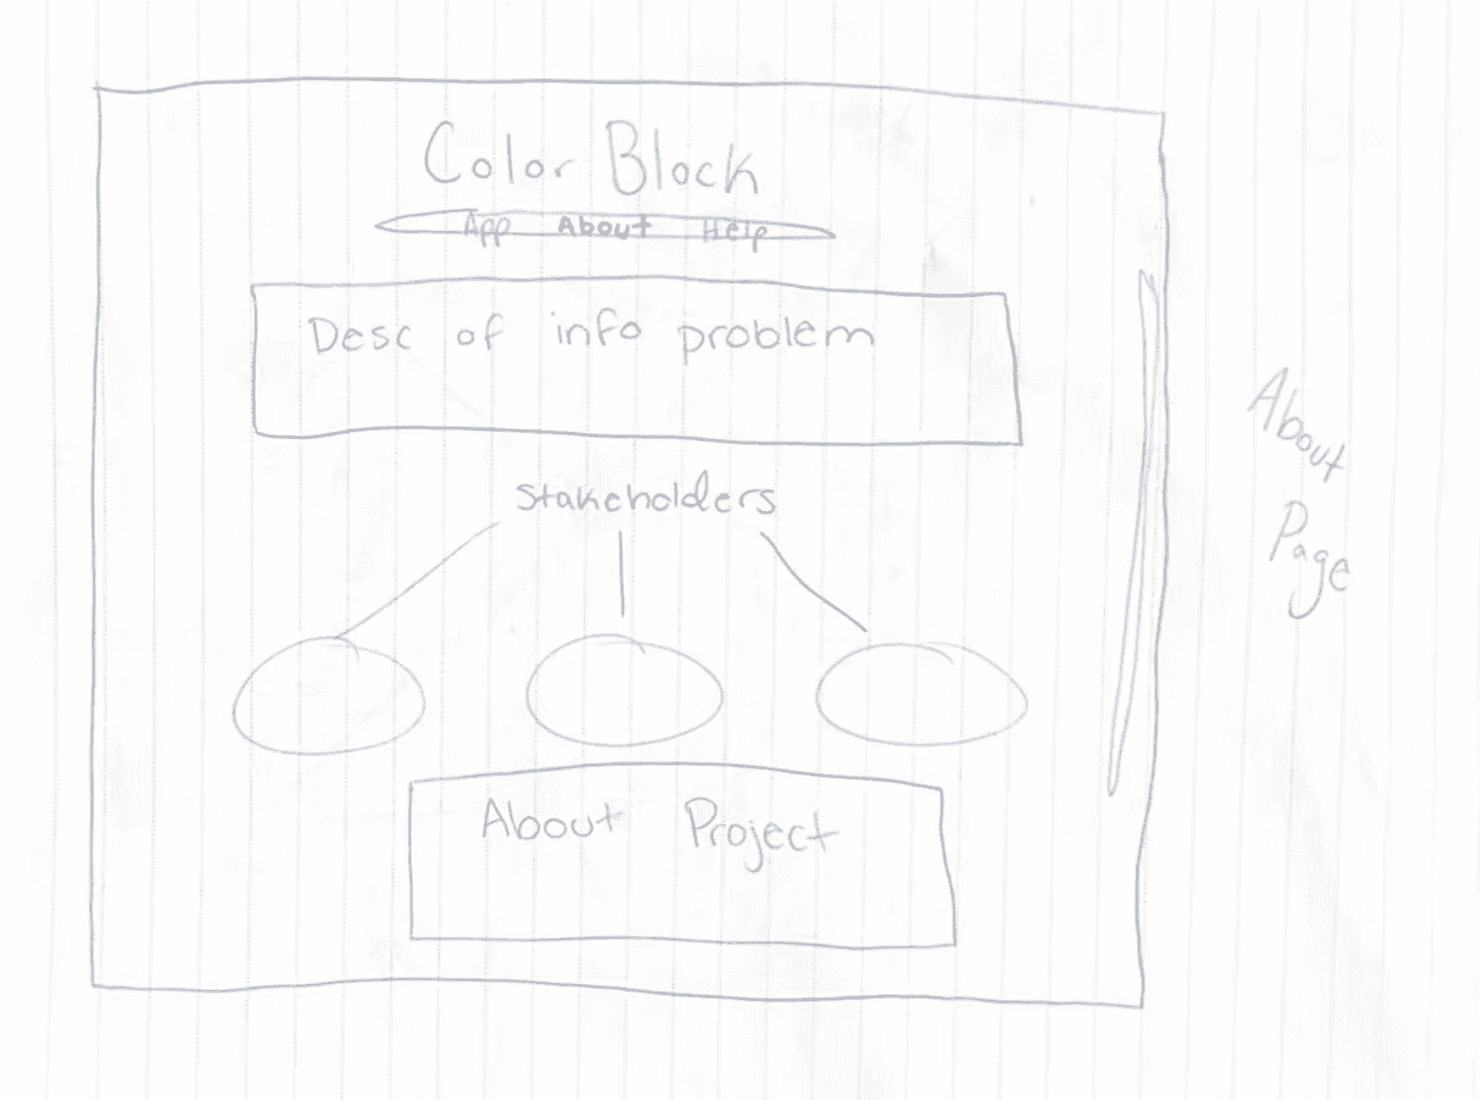 Color Block
App About Help
Desc of info problem
Stakeholders
About Project
About
Page